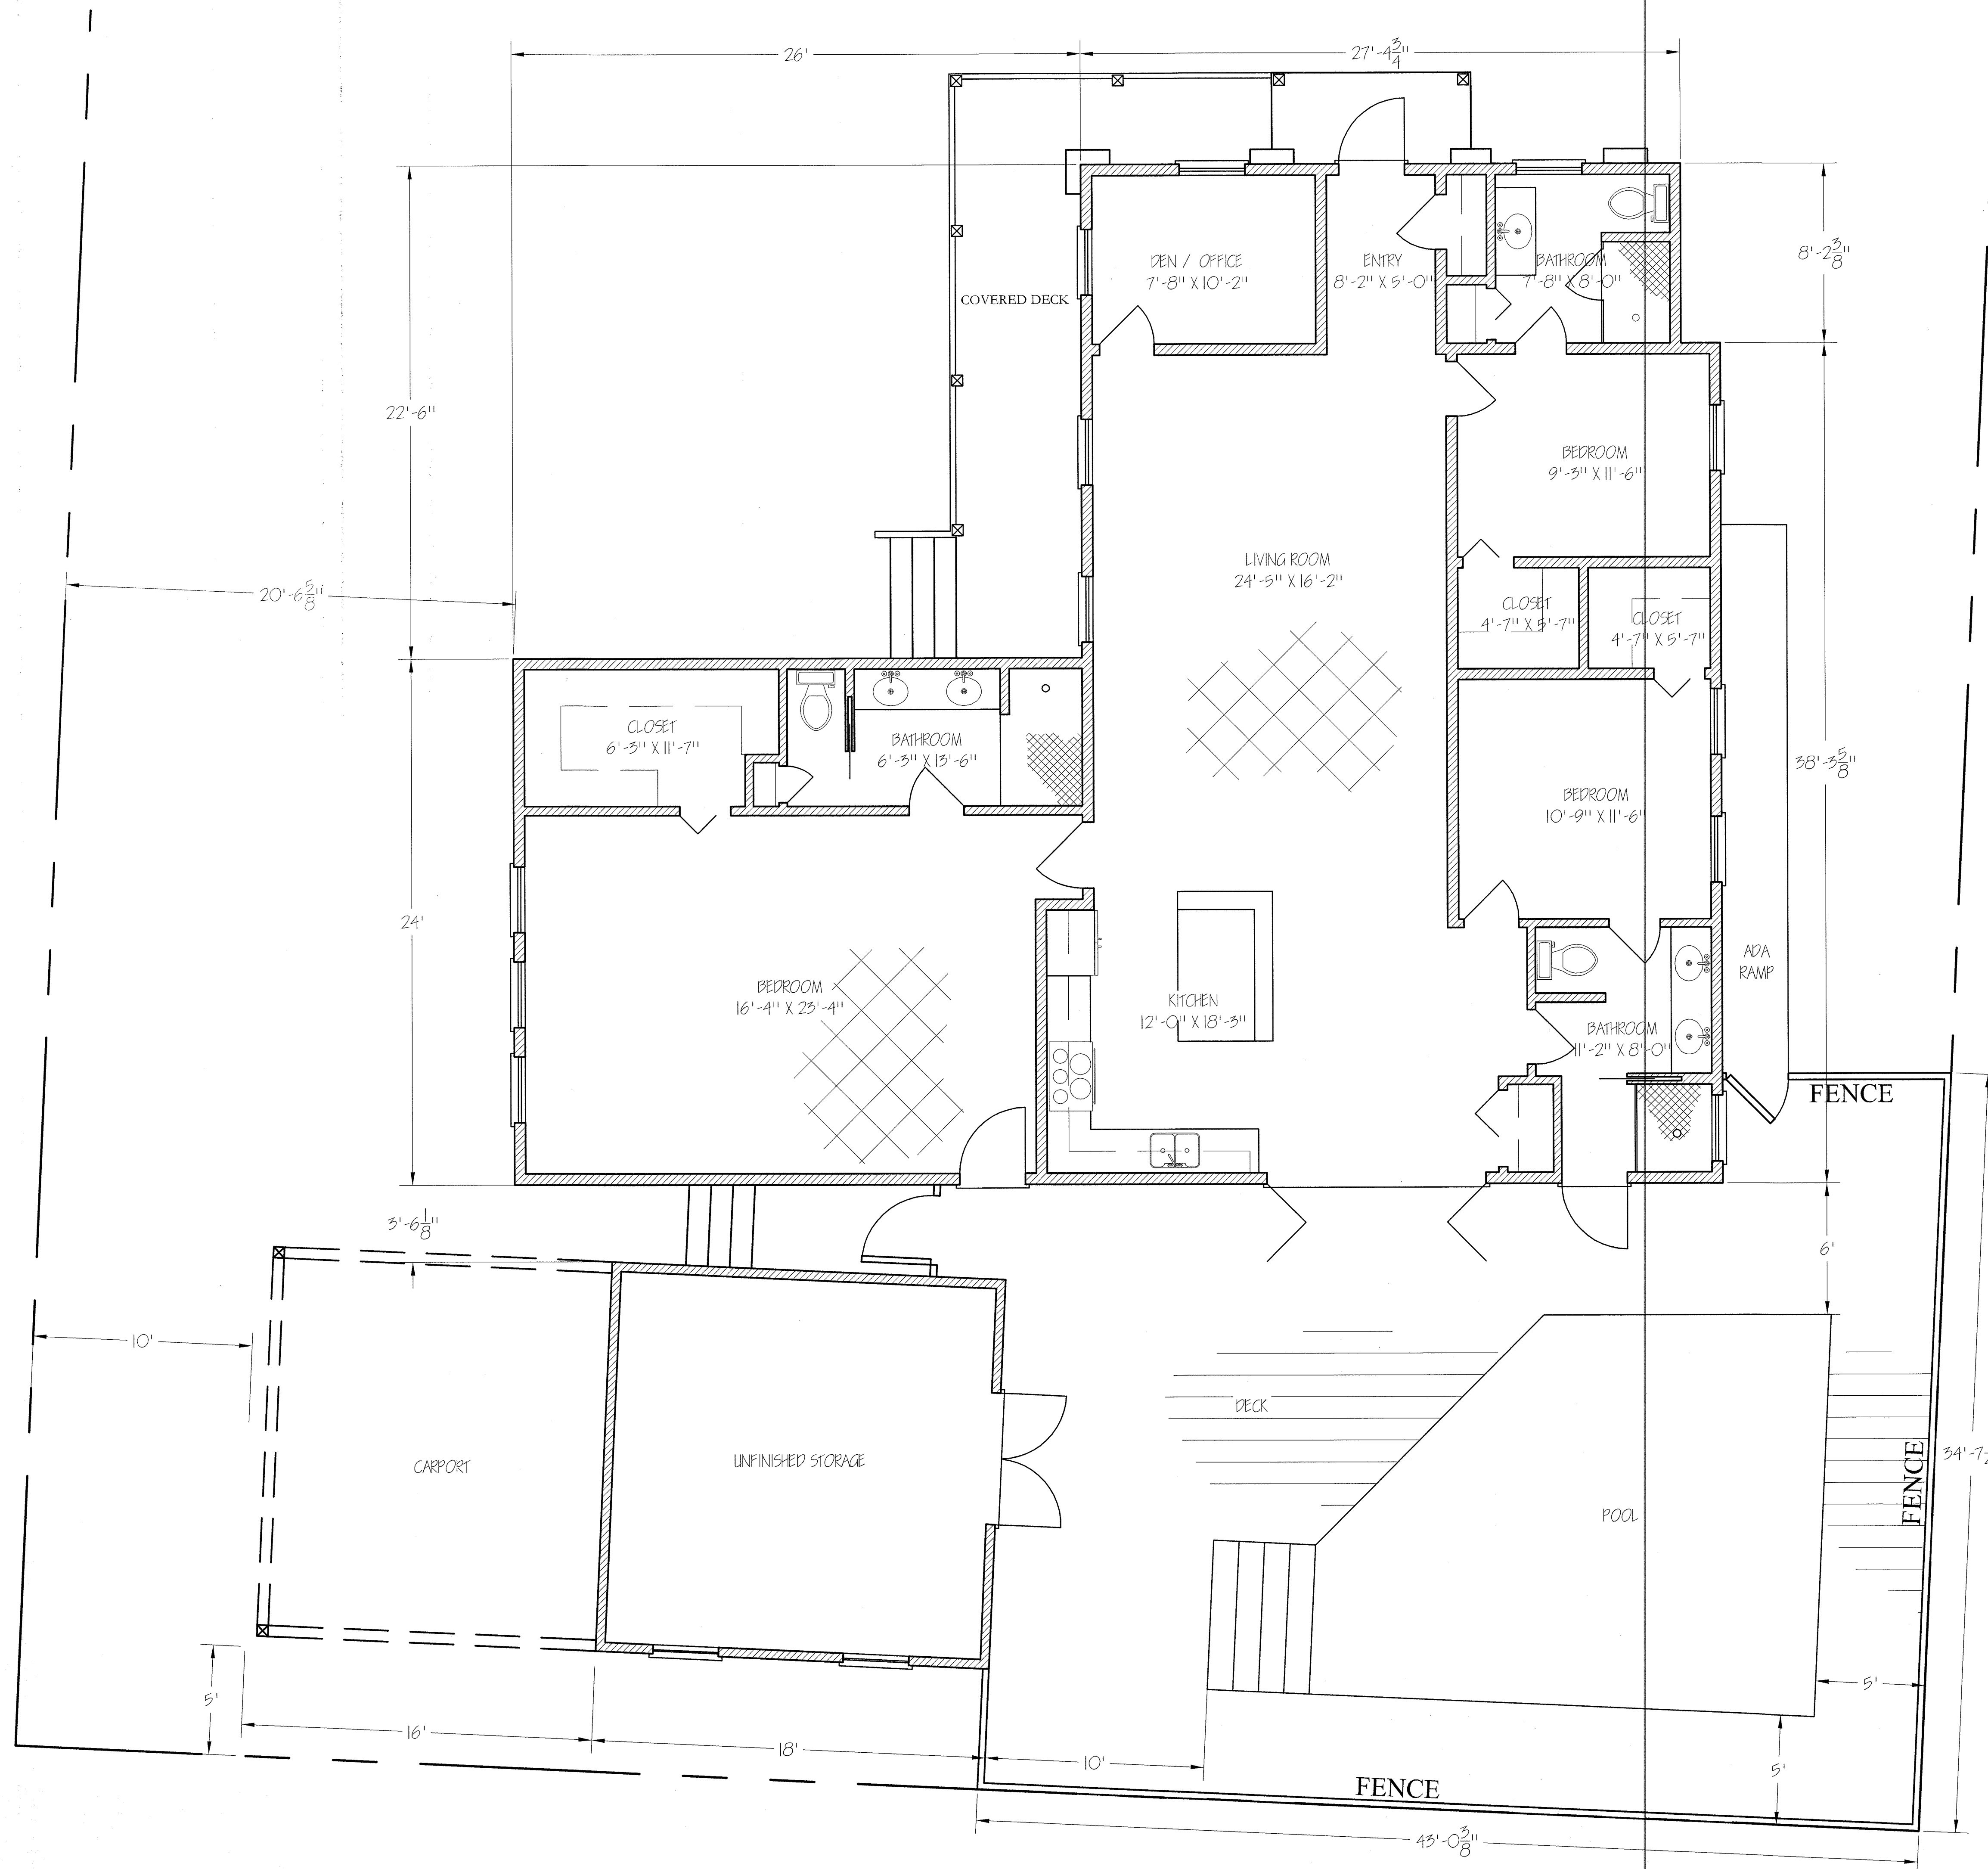 26'
27'-4 3/4"
8'-2 3/8"
DEN / OFFICE
7'-8" X 10'-2"
ENTRY
8'-2" X 5'-0"
BATHROOM
7'-8" X 8'-0"
COVERED DECK
22'-6"
BEDROOM
9'-3" X 11'-6"
LIVING ROOM
24'-5" X 16'-2"
20'-6 5/8"
CLOSET
4'-7" X 5'-7"
CLOSET
4'-7" X 5'-7"
CLOSET
6'-3" X 11'-7"
BATHROOM
6'-3" X 13'-6"
38'-3 5/8"
BEDROOM
10'-9" X 11'-6"
24'
BEDROOM
16'-4" X 23'-4"
KITCHEN
12'-0" X 18'-3"
ADA
RAMP
BATHROOM
11'-2" X 8'-0"
FENCE
3'-6 1/8"
6'
10'
DECK
CARPORT
UNFINISHED STORAGE
FENCE
34'-7
POOL
5'
5'
16'
18'
10'
5'
FENCE
43'-0 3/8"